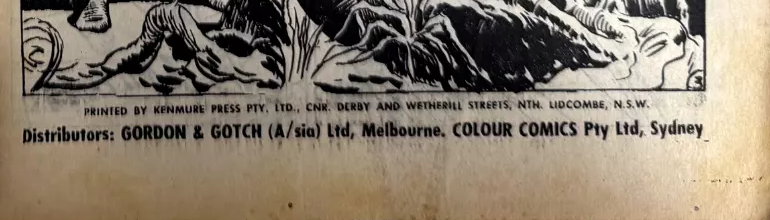 3
PRINTED BY KENMURE PRESS PTY. LTD., CNR. DERBY AND WETHERILL STREETS, NTH. LIDCOMBE, N.S.W.
Distributors: GORDON & GOTCH (A/sia) Ltd, Melbourne. COLOUR COMICS Pty Ltd, Sydney